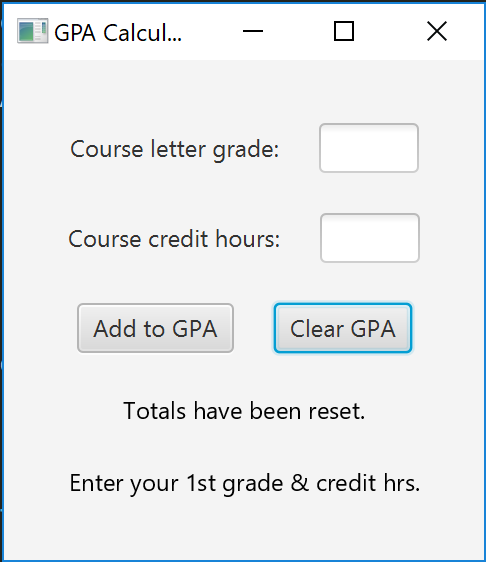 GPA Calcul...
Course letter grade:
Course credit hours:
Add to GPA Clear GPA
Totals have been reset.
Enter your 1st grade & credit hrs.